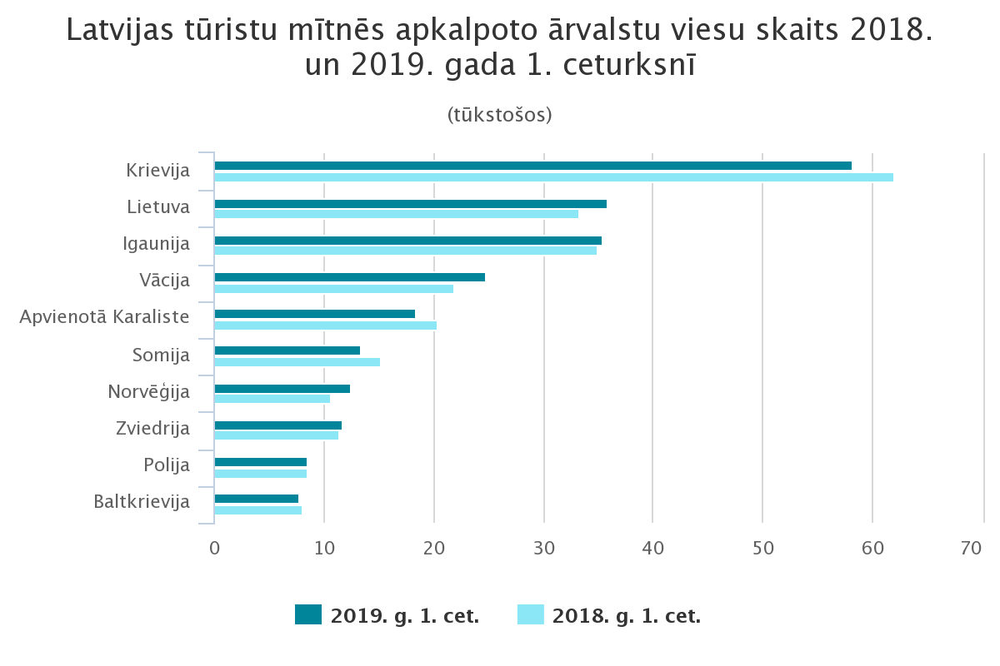 Latvijas tūristu mītnēs apkalpoto ārvalstu viesu skaits 2018.
un 2019. gada 1. ceturksnī
(tūkstošos)
Krievija
Lietuva
Igaunija
Vācija
Apvienotā Karaliste
Somija
Norvēģija
Zviedrija
Polija
Baltkrievija
0 10 20 30 40 50 60 70
2019. g. 1. cet. 2018. g. 1. cet.